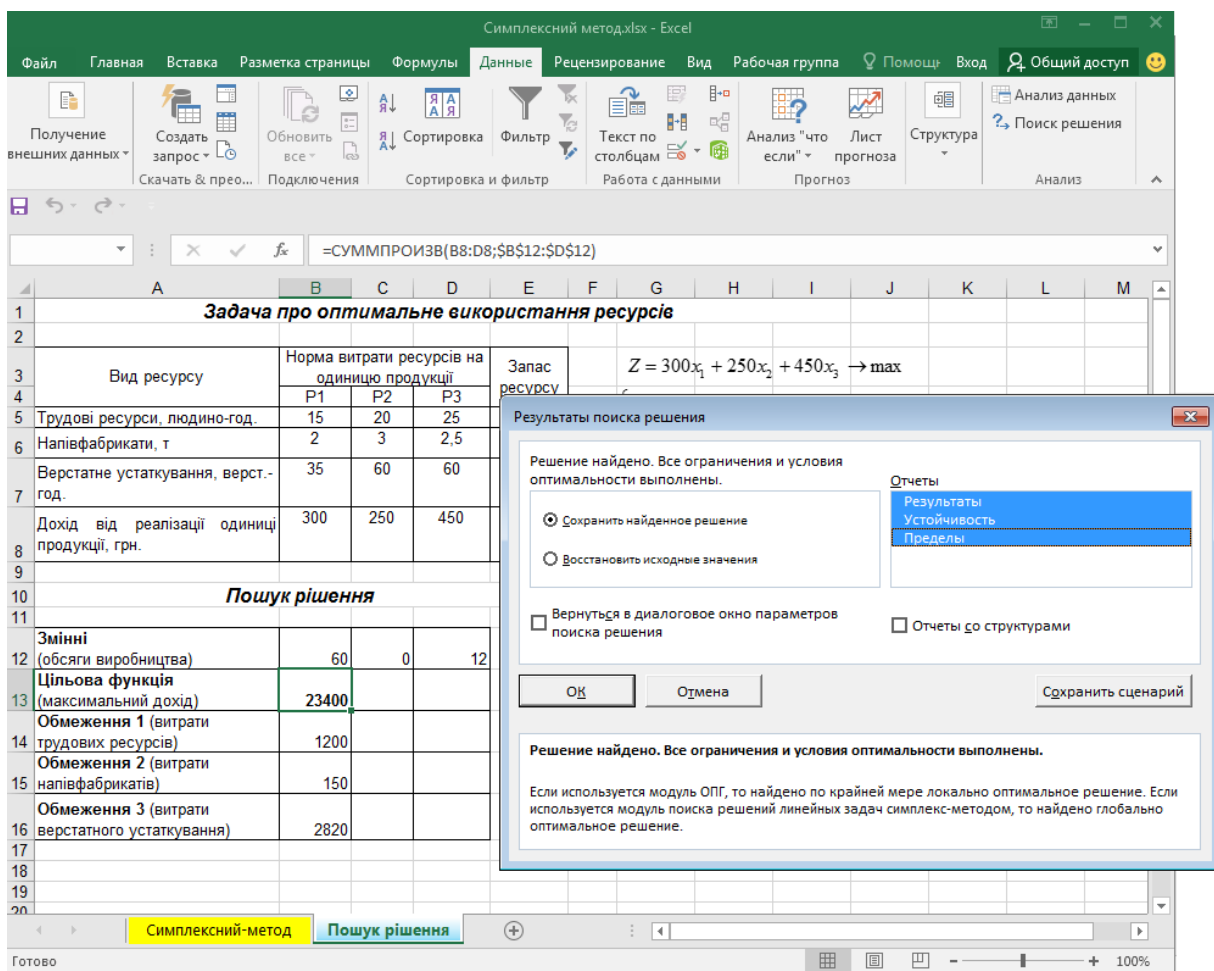 Симплексний метод.xlsx - Excel
Файл Главная Вставка Разметка страницы Формулы Данные Рецензирование Вид Рабочая группа Помощь Вход Общий доступ
Получение внешних данных
Создать запрос
Обновить все
Сортировка
Фильтр
Текст по столбцам
Анализ "что если"
Лист прогноза
Структура
Анализ данных
Поиск решения
Скачать & прео... Подключения Сортировка и фильтр Работа с данными Прогноз Анализ
fx =СУММПРОИЗВ(B8:D8;$B$12:$D$12)
A B C D E F G H I J K L M
1 Задача про оптимальне використання ресурсів
2
3 Вид ресурсу Норма витрати ресурсів на одиницю продукції Запас ресурсу Z = 300x₁ + 250x₂ + 450x₃ → max
4 P1 P2 P3
5 Трудові ресурси, людино-год. 15 20 25
6 Напівфабрикати, т 2 3 2,5
7 Верстатне устаткування, верст.-год. 35 60 60
8 Дохід від реалізації одиниці продукції, грн. 300 250 450
9
10 Пошук рішення
11
12 Змінні (обсяги виробництва) 60 0 12
13 Цільова функція (максимальний дохід) 23400
14 Обмеження 1 (витрати трудових ресурсів) 1200
15 Обмеження 2 (витрати напівфабрикатів) 150
16 Обмеження 3 (витрати верстатного устаткування) 2820
17
18
19
20
Результаты поиска решения
Решение найдено. Все ограничения и условия
оптимальности выполнены.
Сохранить найденное решение
Восстановить исходные значения
Отчеты
Результаты
Устойчивость
Пределы
Вернуться в диалоговое окно параметров
поиска решения
Отчеты со структурами
ОК Отмена Сохранить сценарий
Решение найдено. Все ограничения и условия оптимальности выполнены.
Если используется модуль ОПГ, то найдено по крайней мере локально оптимальное решение. Если
используется модуль поиска решений линейных задач симплекс-методом, то найдено глобально
оптимальное решение.
Симплексний-метод Пошук рішення
Готово 100%